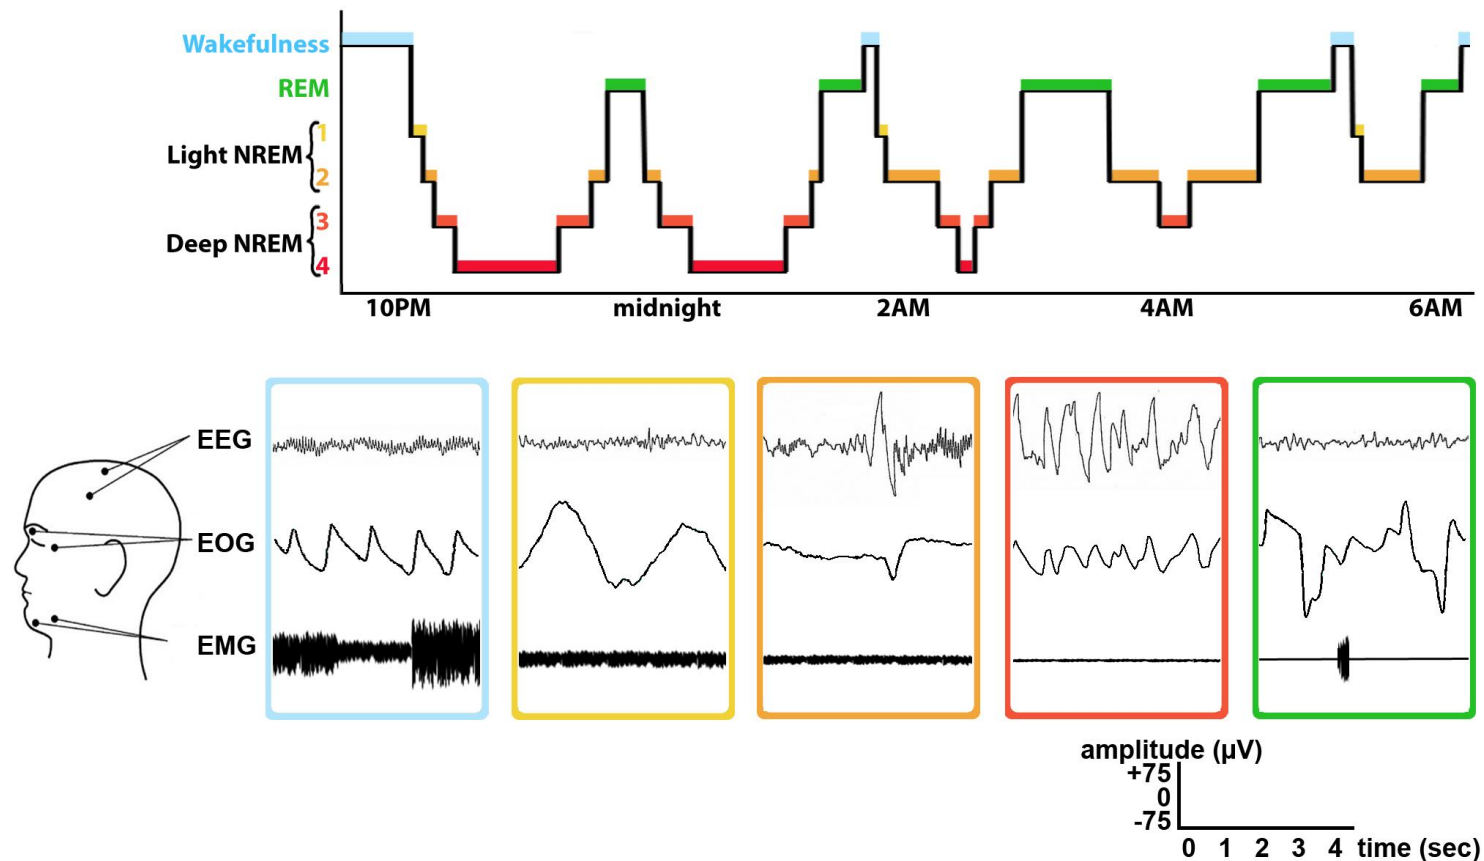 Wakefulness
REM
Light NREM
1
2
Deep NREM
3
4
10PM midnight 2AM 4AM 6AM
EEG
EOG
EMG
amplitude (µV)
+75
0
-75
0 1 2 3 4 time (sec)